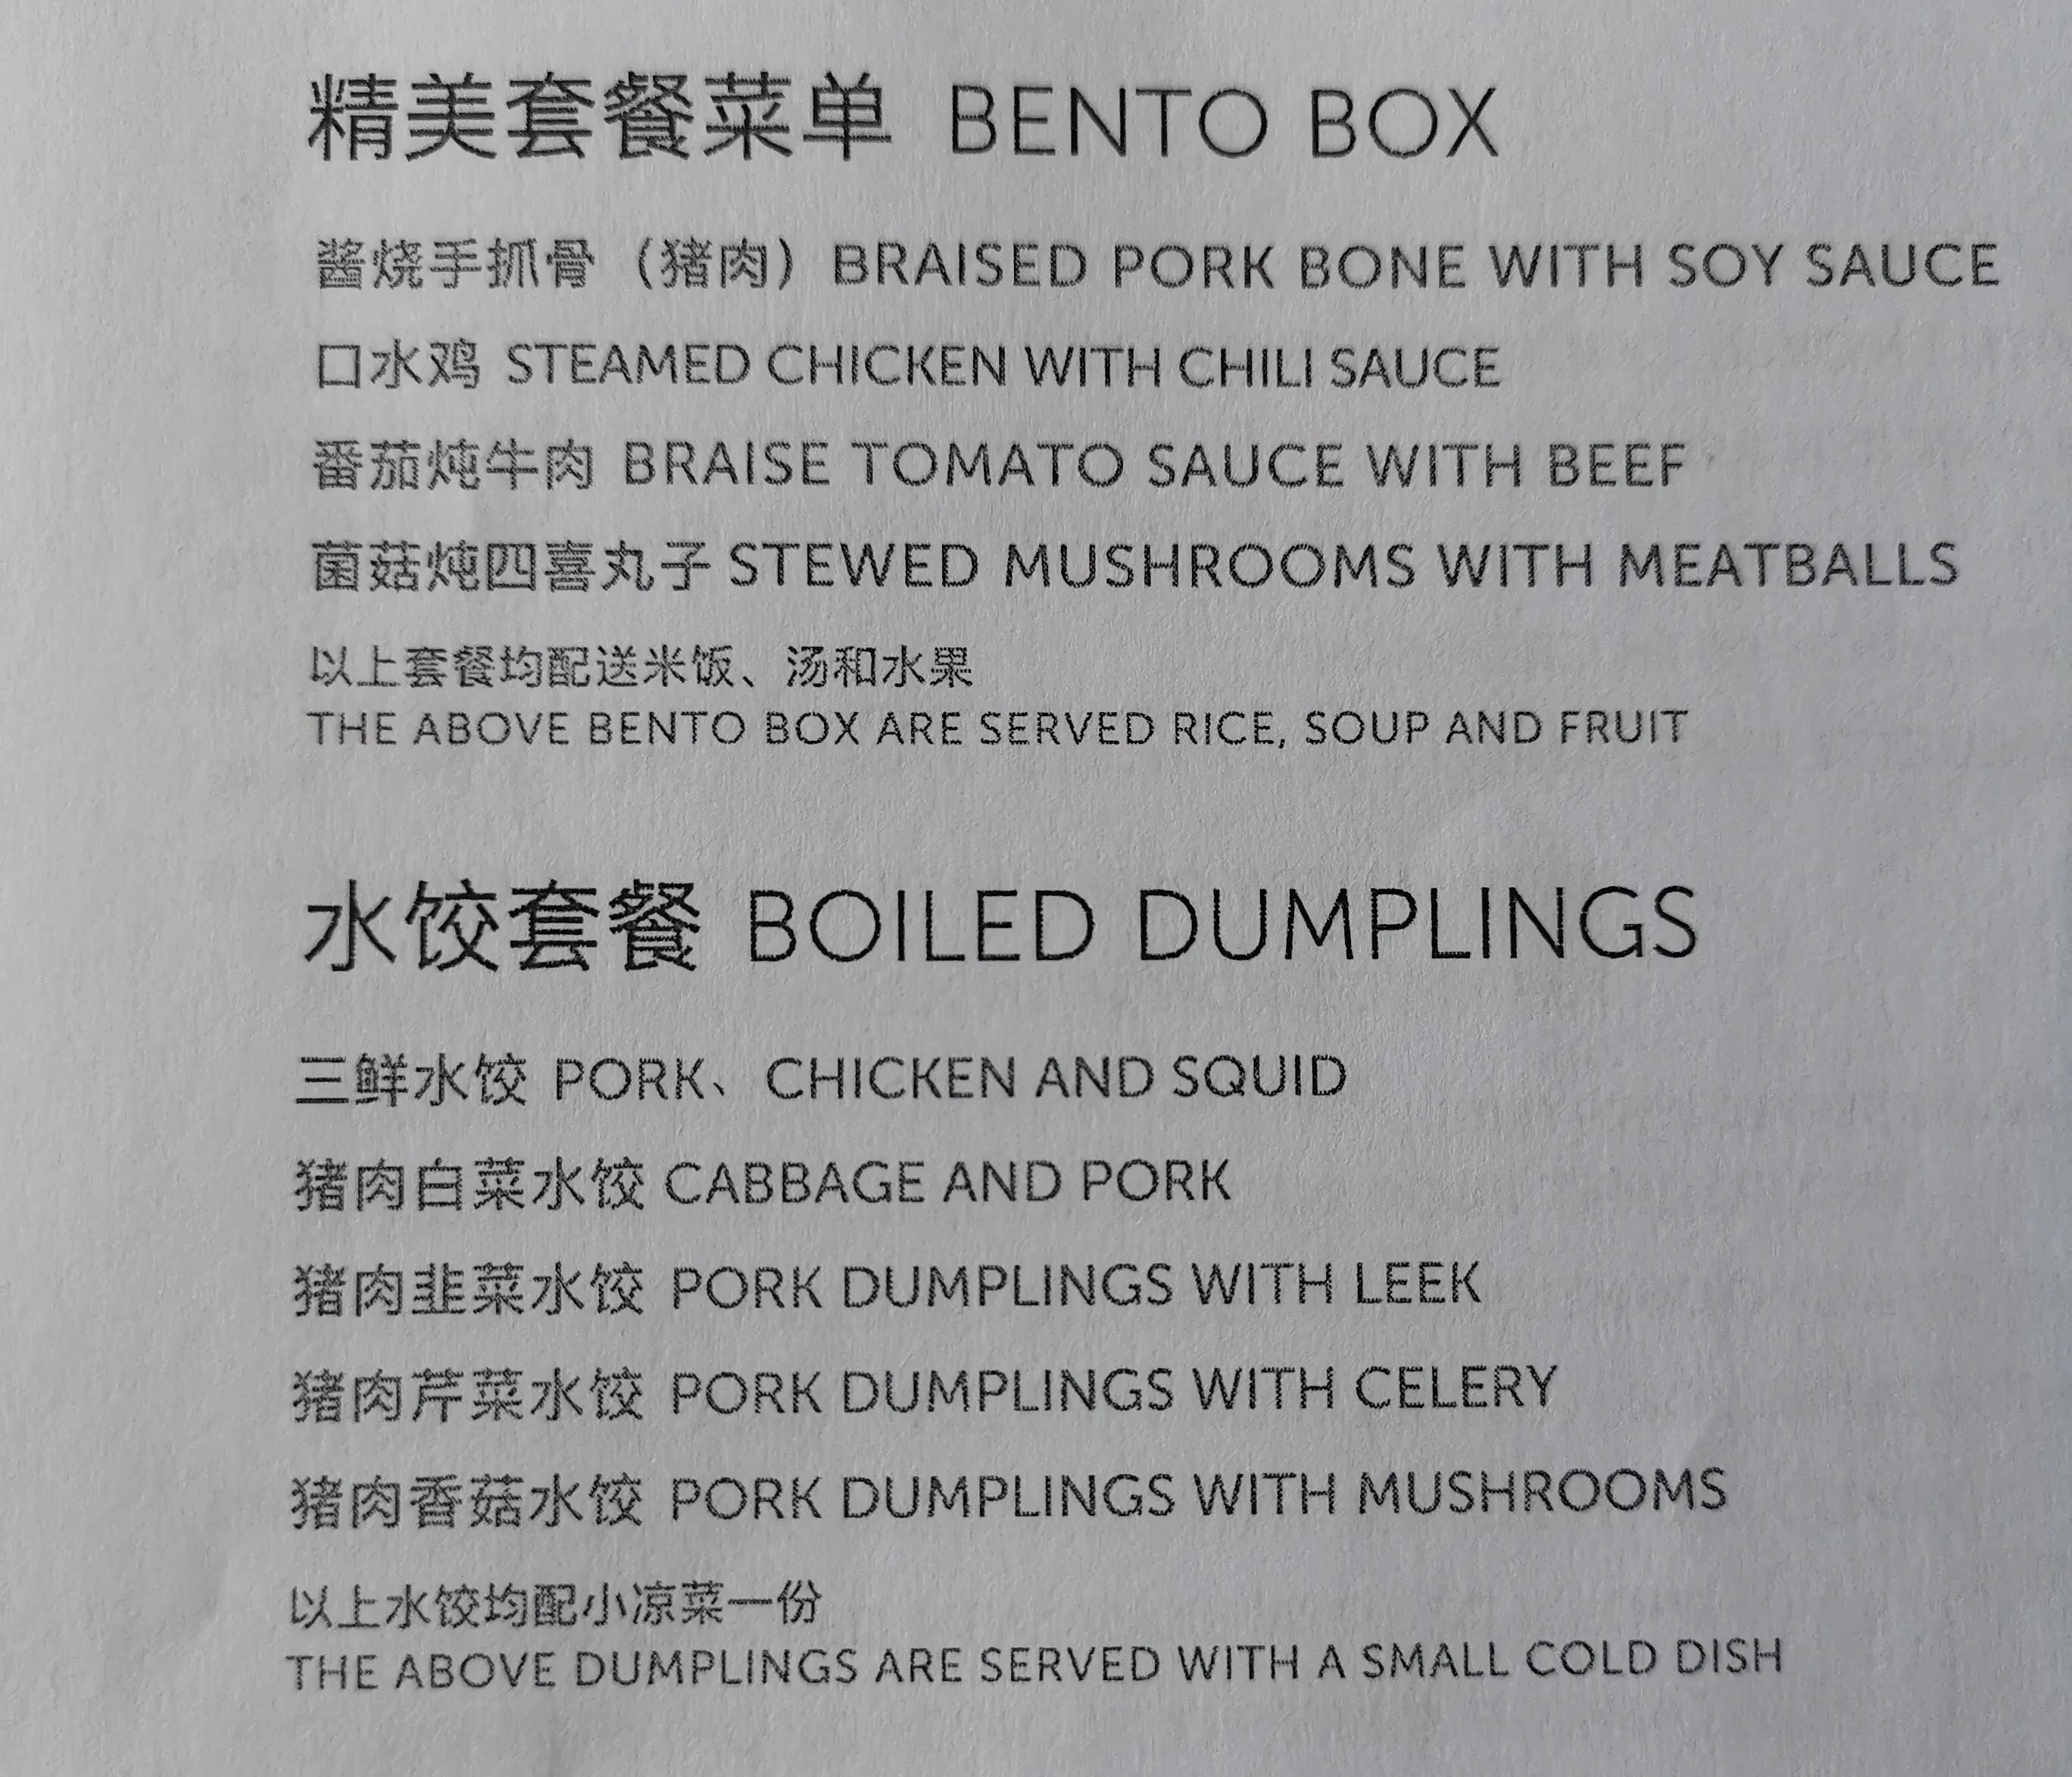 精美套餐菜单 BENTO BOX
酱烧手抓骨（猪肉）BRAISED PORK BONE WITH SOY SAUCE
口水鸡 STEAMED CHICKEN WITH CHILI SAUCE
番茄炖牛肉 BRAISE TOMATO SAUCE WITH BEEF
菌菇炖四喜丸子 STEWED MUSHROOMS WITH MEATBALLS
以上套餐均配送米饭、汤和水果
THE ABOVE BENTO BOX ARE SERVED RICE, SOUP AND FRUIT
水饺套餐 BOILED DUMPLINGS
三鲜水饺 PORK、CHICKEN AND SQUID
猪肉白菜水饺 CABBAGE AND PORK
猪肉韭菜水饺 PORK DUMPLINGS WITH LEEK
猪肉芹菜水饺 PORK DUMPLINGS WITH CELERY
猪肉香菇水饺 PORK DUMPLINGS WITH MUSHROOMS
以上水饺均配小凉菜一份
THE ABOVE DUMPLINGS ARE SERVED WITH A SMALL COLD DISH